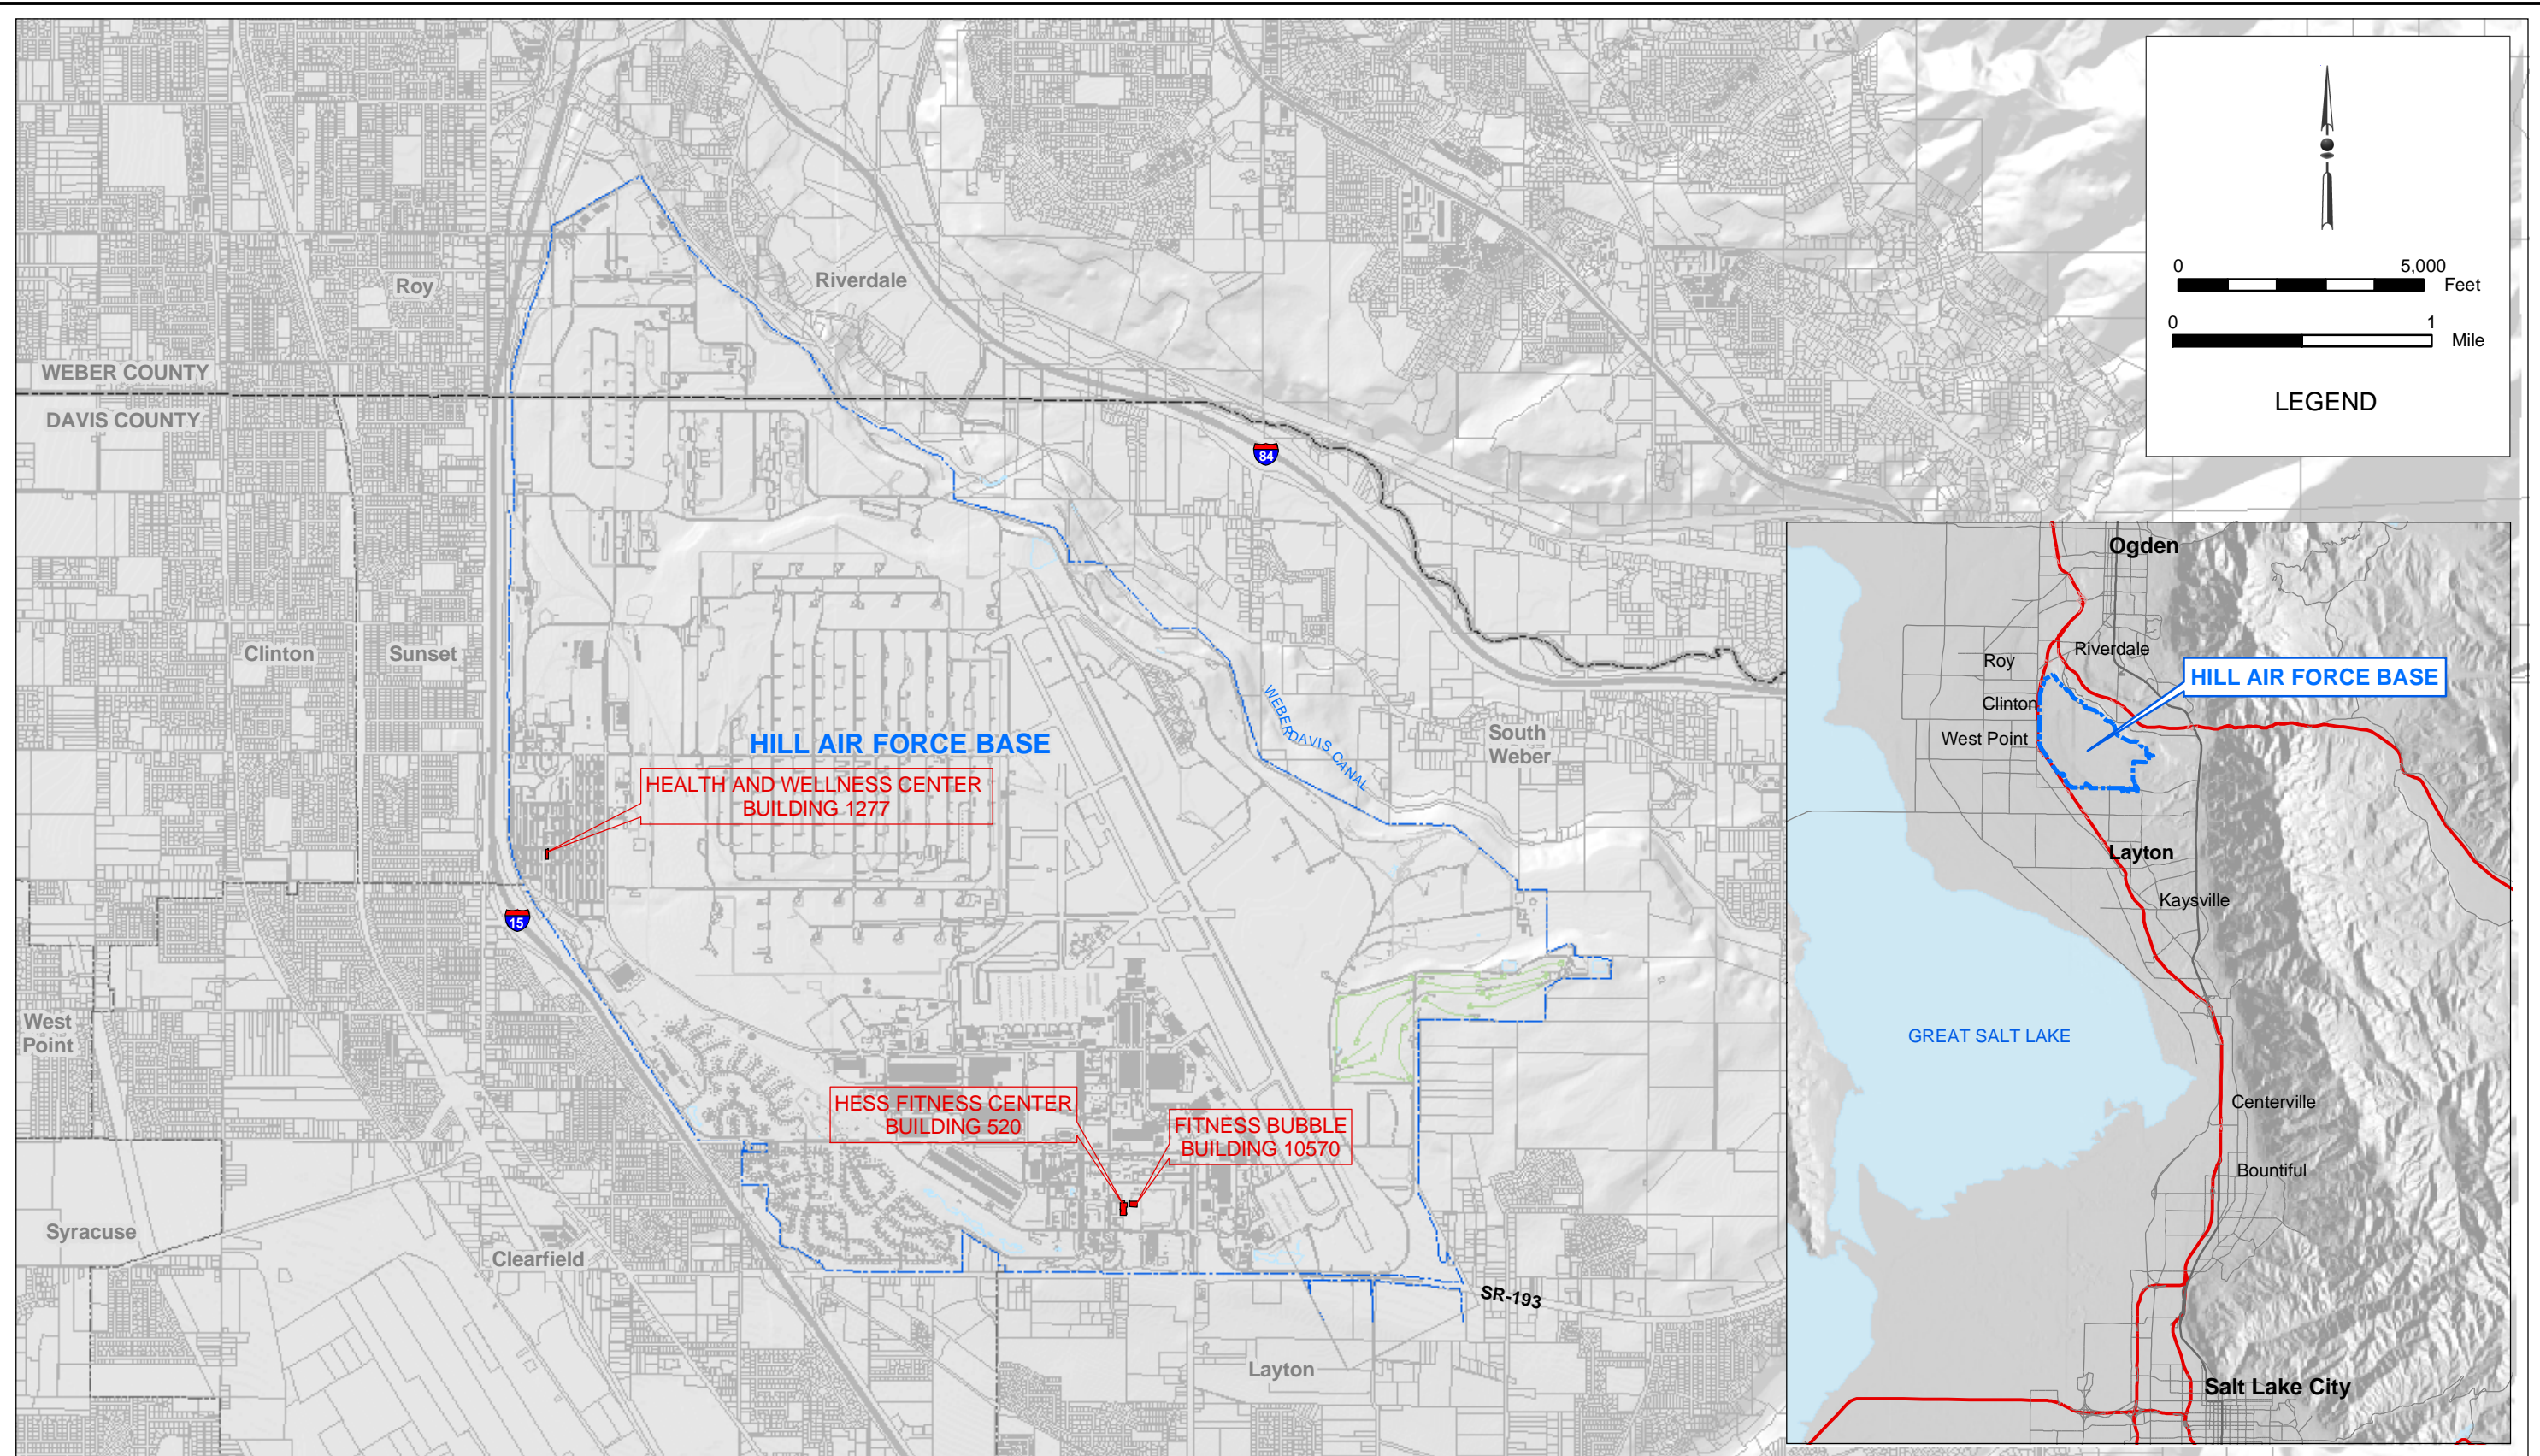 0 5,000
Feet
0 1
Mile
LEGEND
Roy
Riverdale
WEBER COUNTY
DAVIS COUNTY
84
Clinton
Sunset
HILL AIR FORCE BASE
HEALTH AND WELLNESS CENTER
BUILDING 1277
WEBER DAVIS CANAL
South
Weber
15
West
Point
HESS FITNESS CENTER
BUILDING 520
FITNESS BUBBLE
BUILDING 10570
Syracuse
Clearfield
SR-193
Layton
Ogden
Riverdale
Roy
HILL AIR FORCE BASE
Clinton
West Point
Layton
Kaysville
GREAT SALT LAKE
Centerville
Bountiful
Salt Lake City